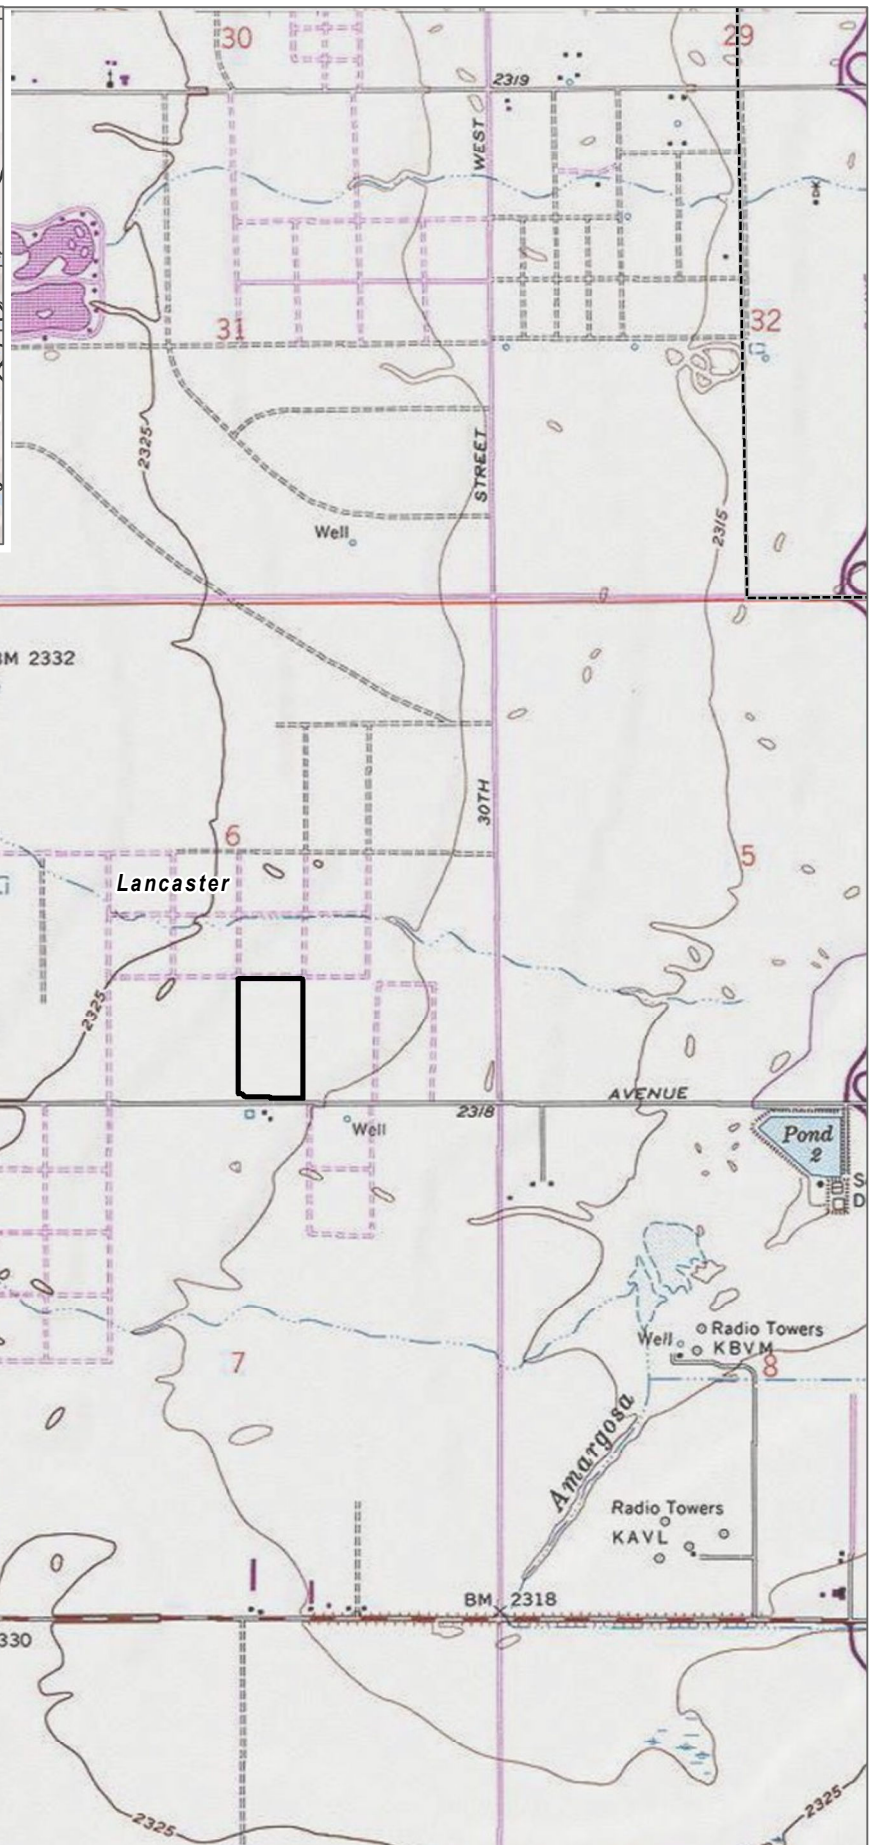 30
29
2319
WEST
31
32
2325
STREET
2315
Well
BM 2332
30TH
6
5
Lancaster
2325
AVENUE
2318
Well
Pond
2
S
D
Radio Towers
Well
KBVM
7
8
Amargosa
Radio Towers
KAVL
BM 2318
330
2325
2325